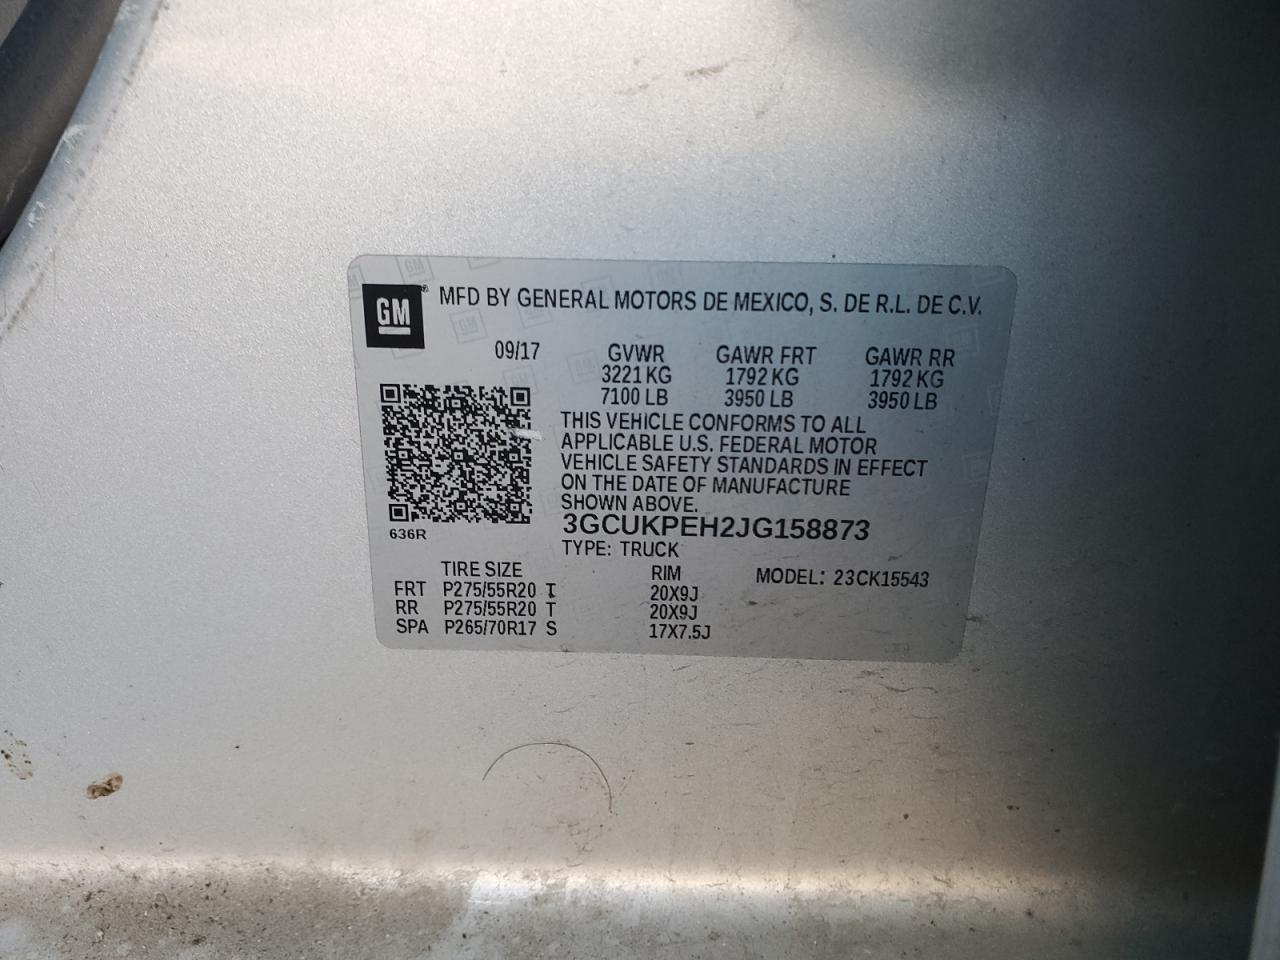 GM ® MFD BY GENERAL MOTORS DE MEXICO, S. DE R.L. DE C.V.
09/17 GVWR GAWR FRT GAWR RR
3221 KG 1792 KG 1792 KG
7100 LB 3950 LB 3950 LB
THIS VEHICLE CONFORMS TO ALL
APPLICABLE U.S. FEDERAL MOTOR
VEHICLE SAFETY STANDARDS IN EFFECT
ON THE DATE OF MANUFACTURE
SHOWN ABOVE.
636R 3GCUKPEH2JG158873
TYPE: TRUCK
TIRE SIZE RIM MODEL: 23CK15543
FRT P275/55R20 T 20X9J
RR P275/55R20 T 20X9J
SPA P265/70R17 S 17X7.5J